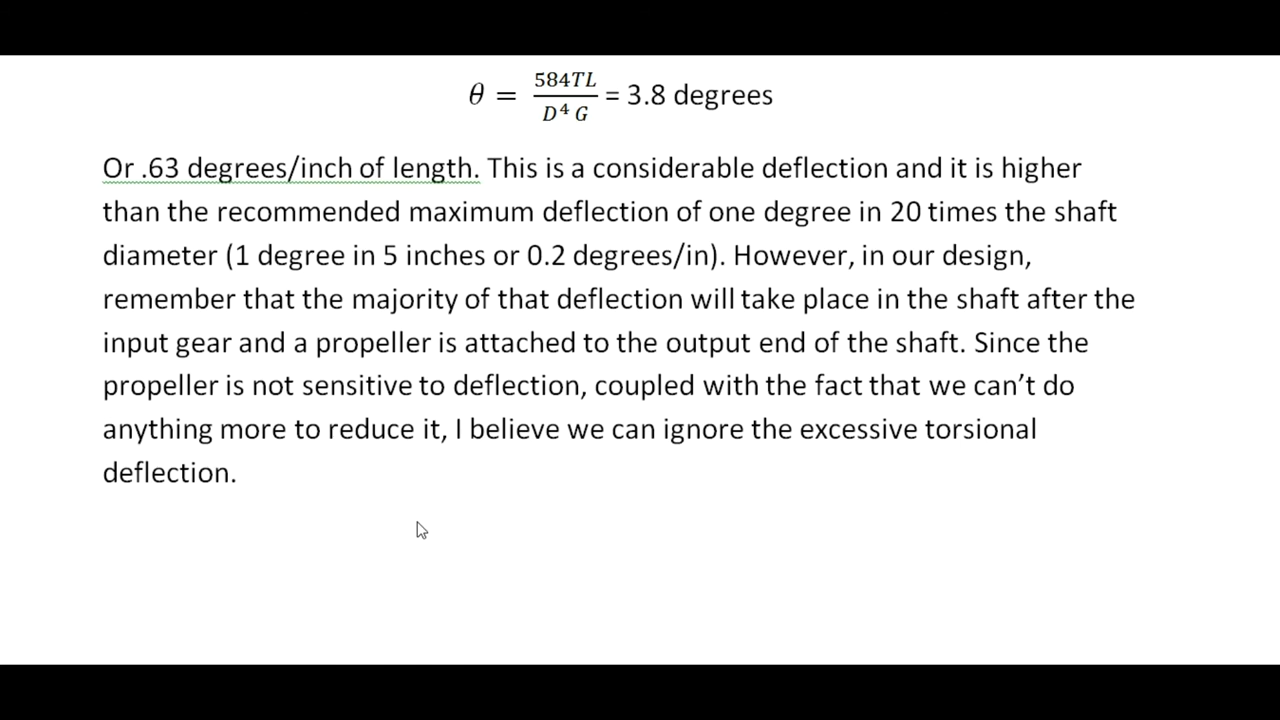 θ = 584TL / D⁴ G = 3.8 degrees
Or .63 degrees/inch of length. This is a considerable deflection and it is higher
than the recommended maximum deflection of one degree in 20 times the shaft
diameter (1 degree in 5 inches or 0.2 degrees/in). However, in our design,
remember that the majority of that deflection will take place in the shaft after the
input gear and a propeller is attached to the output end of the shaft. Since the
propeller is not sensitive to deflection, coupled with the fact that we can’t do
anything more to reduce it, I believe we can ignore the excessive torsional
deflection.